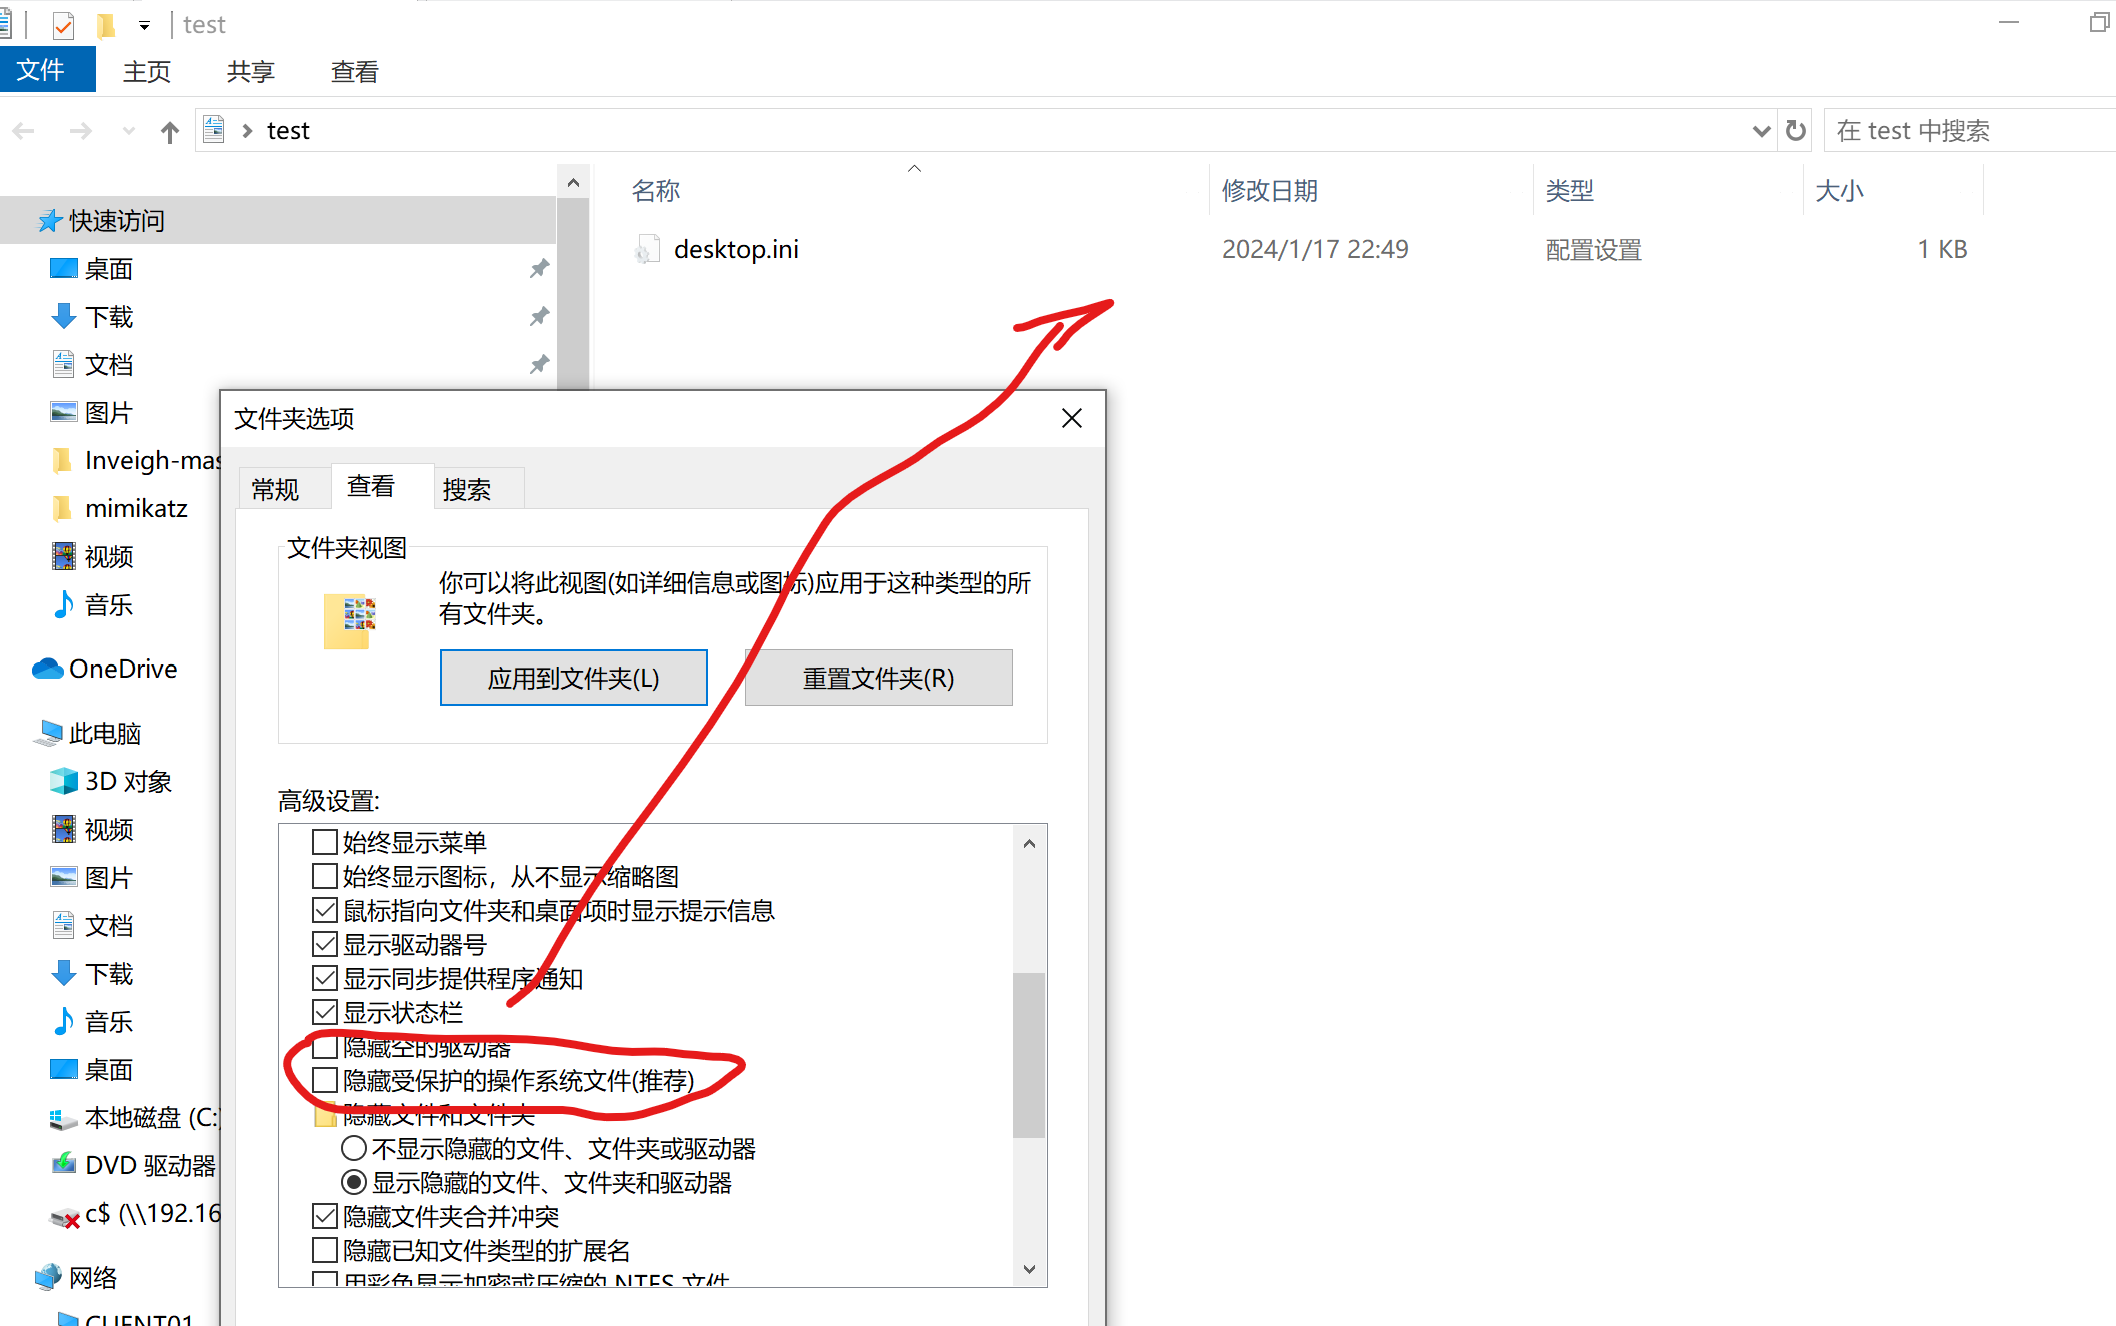 test
文件 主页 共享 查看
test
在 test 中搜索
名称 修改日期 类型 大小
desktop.ini 2024/1/17 22:49 配置设置 1 KB
快速访问
桌面
下载
文档
图片
Inveigh-mas
mimikatz
视频
音乐
OneDrive
此电脑
3D 对象
视频
图片
文档
下载
音乐
桌面
本地磁盘 (C:)
DVD 驱动器
c$ (\\192.16
网络
CLIENT01
文件夹选项
常规 查看 搜索
文件夹视图
你可以将此视图(如详细信息或图标)应用于这种类型的所
有文件夹。
应用到文件夹(L) 重置文件夹(R)
高级设置:
始终显示菜单
始终显示图标，从不显示缩略图
鼠标指向文件夹和桌面项时显示提示信息
显示驱动器号
显示同步提供程序通知
显示状态栏
隐藏空的驱动器
隐藏受保护的操作系统文件(推荐)
隐藏文件和文件夹
不显示隐藏的文件、文件夹或驱动器
显示隐藏的文件、文件夹和驱动器
隐藏文件夹合并冲突
隐藏已知文件类型的扩展名
用彩色显示加密或压缩的 NTFS 文件